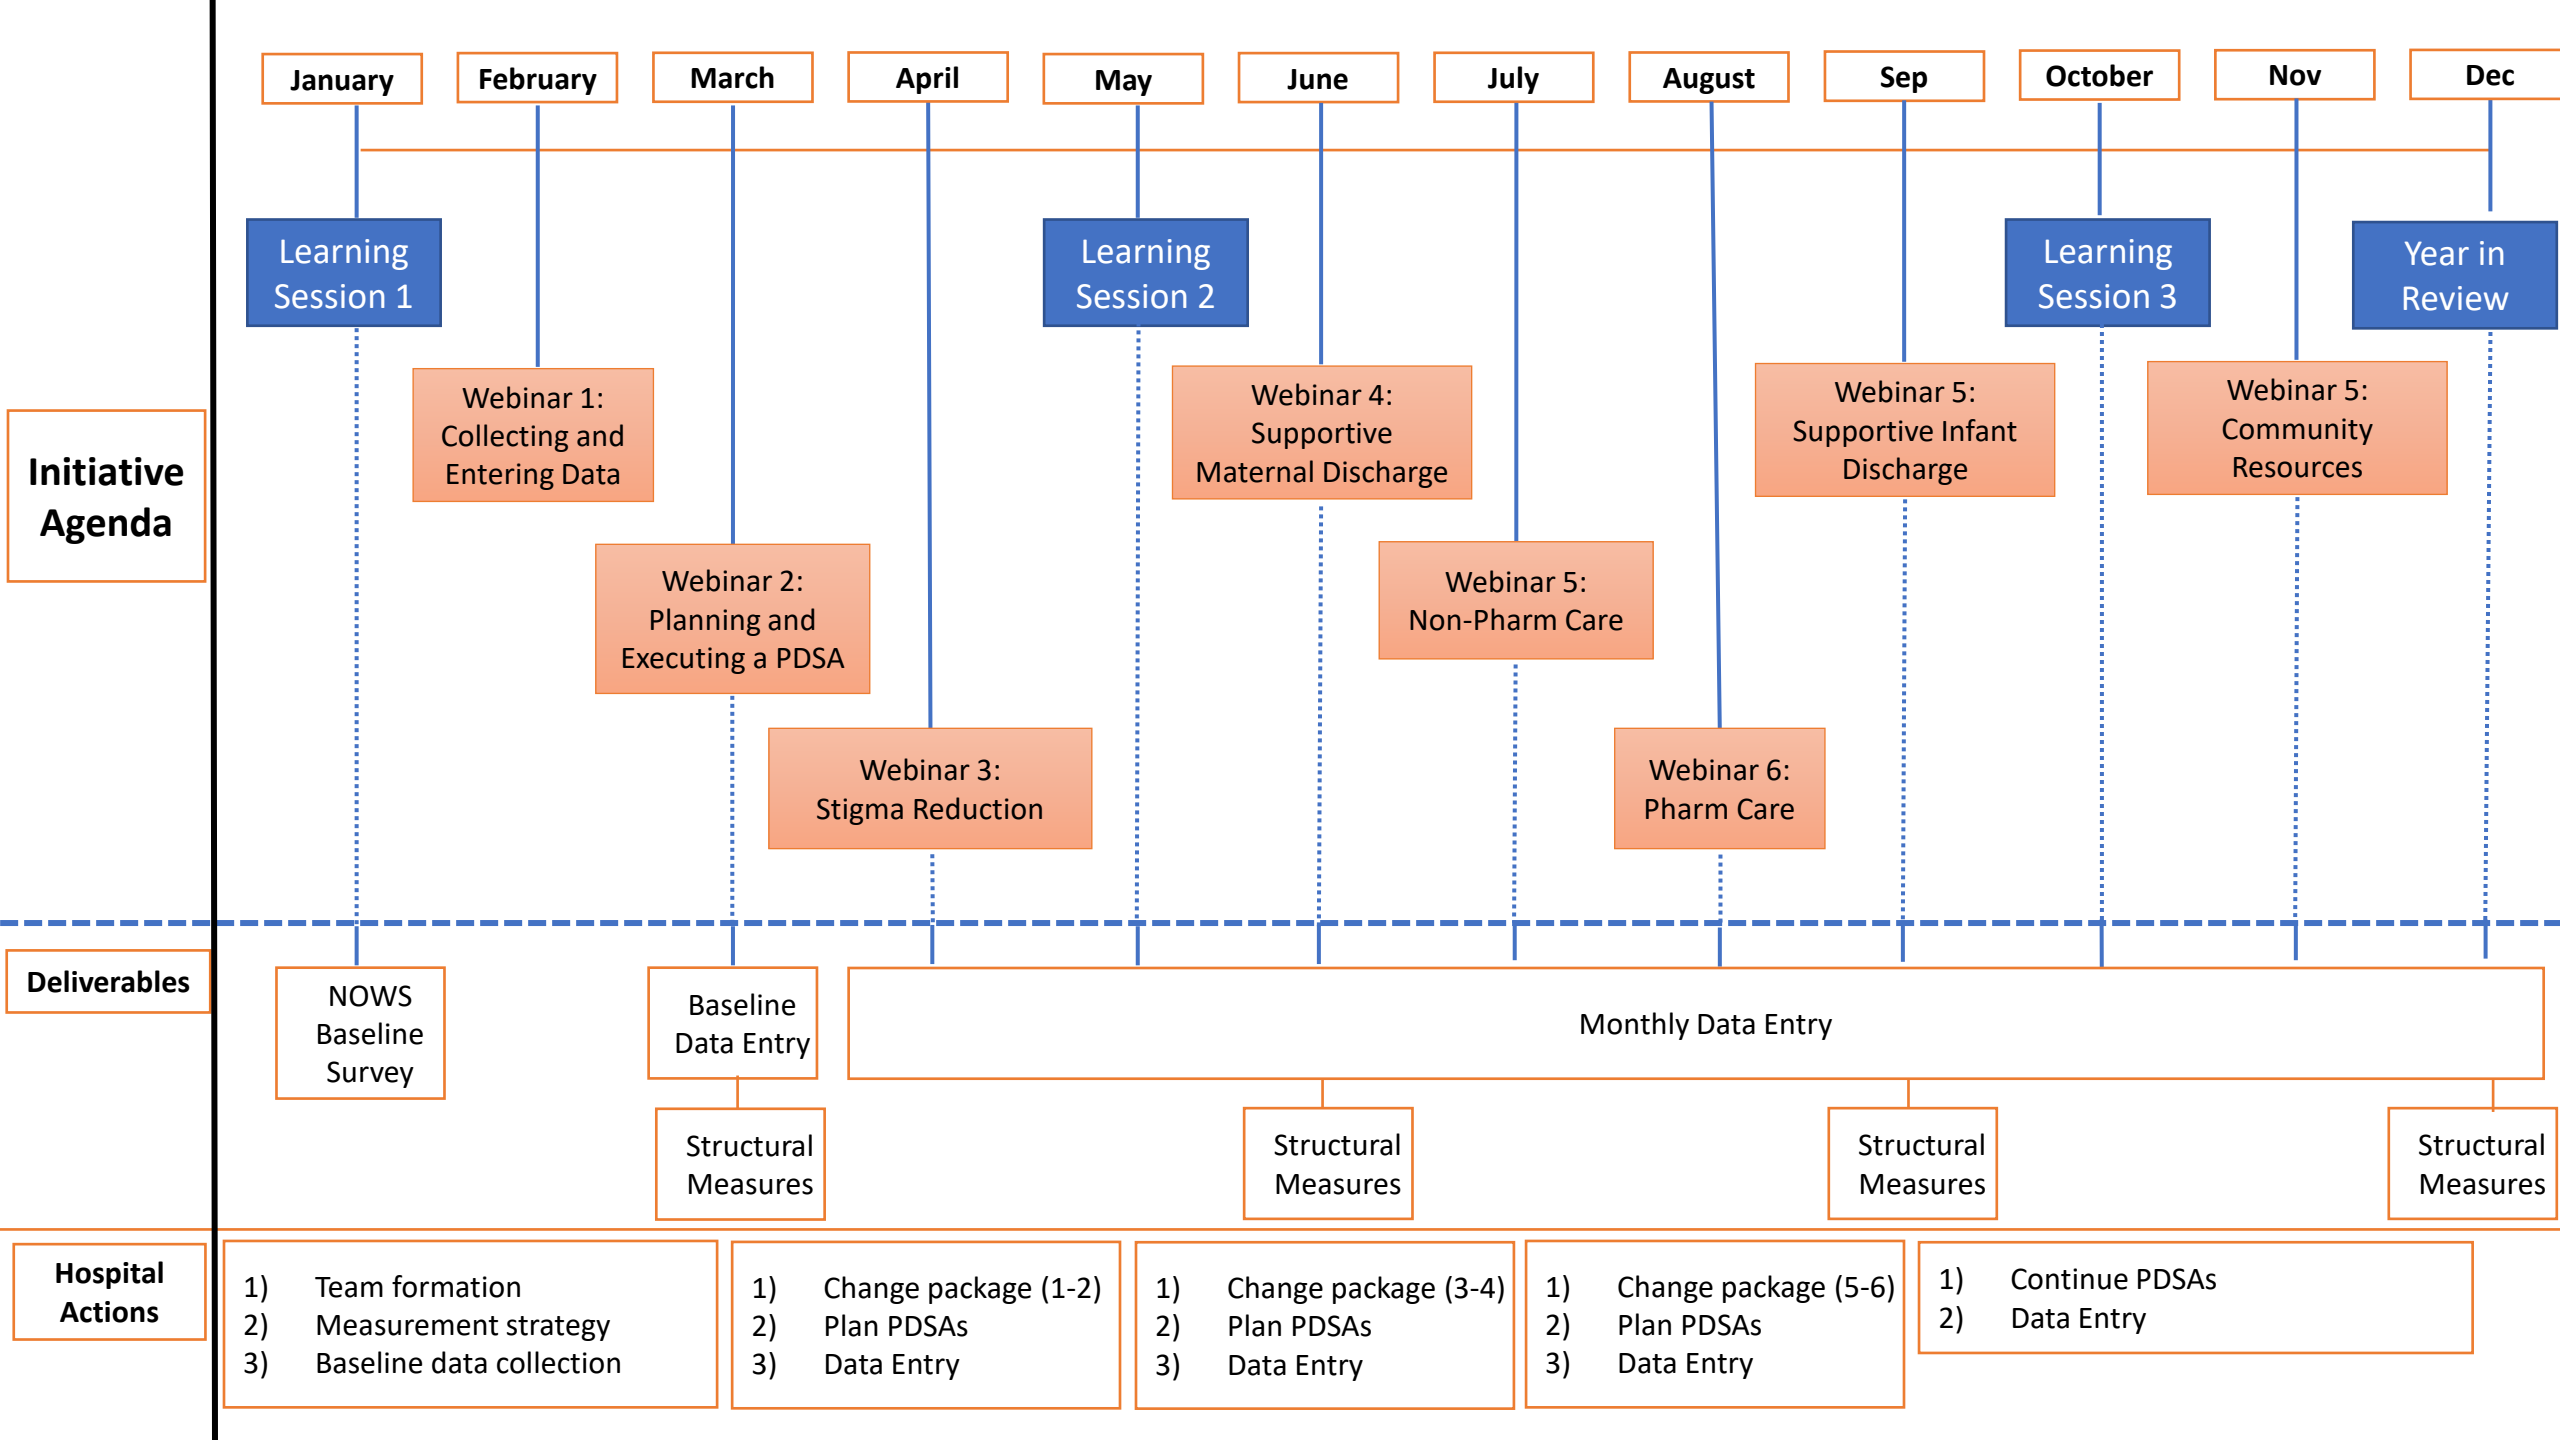 January
February
March
April
May
June
July
August
Sep
October
Nov
Dec
Initiative
Agenda
Learning
Session 1
Learning
Session 2
Learning
Session 3
Year in
Review
Webinar 1:
Collecting and
Entering Data
Webinar 4:
Supportive
Maternal Discharge
Webinar 5:
Supportive Infant
Discharge
Webinar 5:
Community
Resources
Webinar 2:
Planning and
Executing a PDSA
Webinar 5:
Non-Pharm Care
Webinar 3:
Stigma Reduction
Webinar 6:
Pharm Care
Deliverables
NOWS
Baseline
Survey
Baseline
Data Entry
Monthly Data Entry
Structural
Measures
Structural
Measures
Structural
Measures
Structural
Measures
Hospital
Actions
1) Team formation
2) Measurement strategy
3) Baseline data collection
1) Change package (1-2)
2) Plan PDSAs
3) Data Entry
1) Change package (3-4)
2) Plan PDSAs
3) Data Entry
1) Change package (5-6)
2) Plan PDSAs
3) Data Entry
1) Continue PDSAs
2) Data Entry